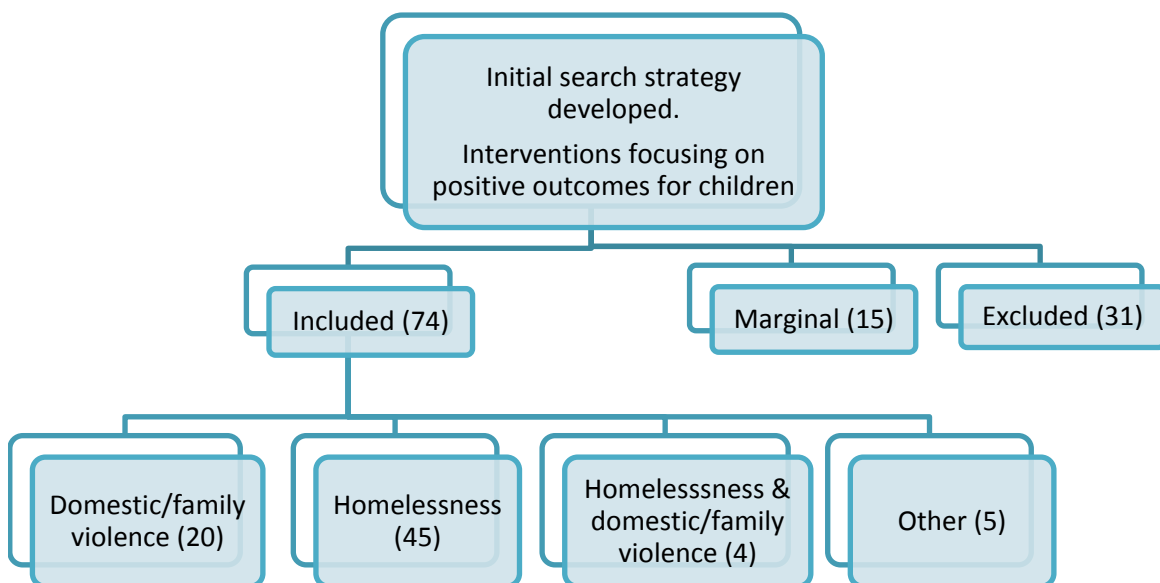 Initial search strategy
developed.
Interventions focusing on
positive outcomes for children
Included (74)
Marginal (15)
Excluded (31)
Domestic/family
violence (20)
Homelessness
(45)
Homelesssness &
domestic/family
violence (4)
Other (5)